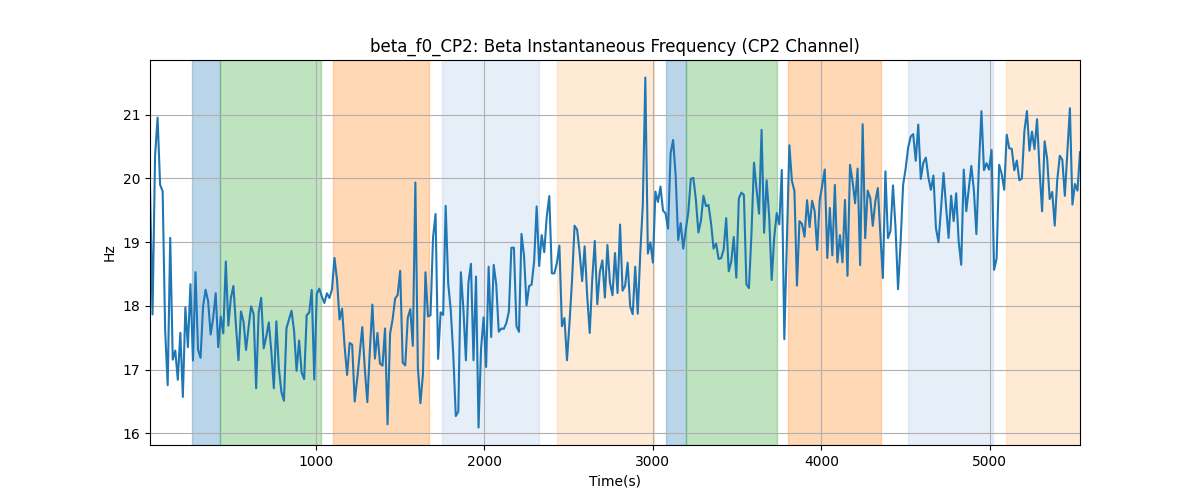 beta_f0_CP2: Beta Instantaneous Frequency (CP2 Channel)
21
20
19
18
17
16
Hz
1000 2000 3000 4000 5000
Time(s)